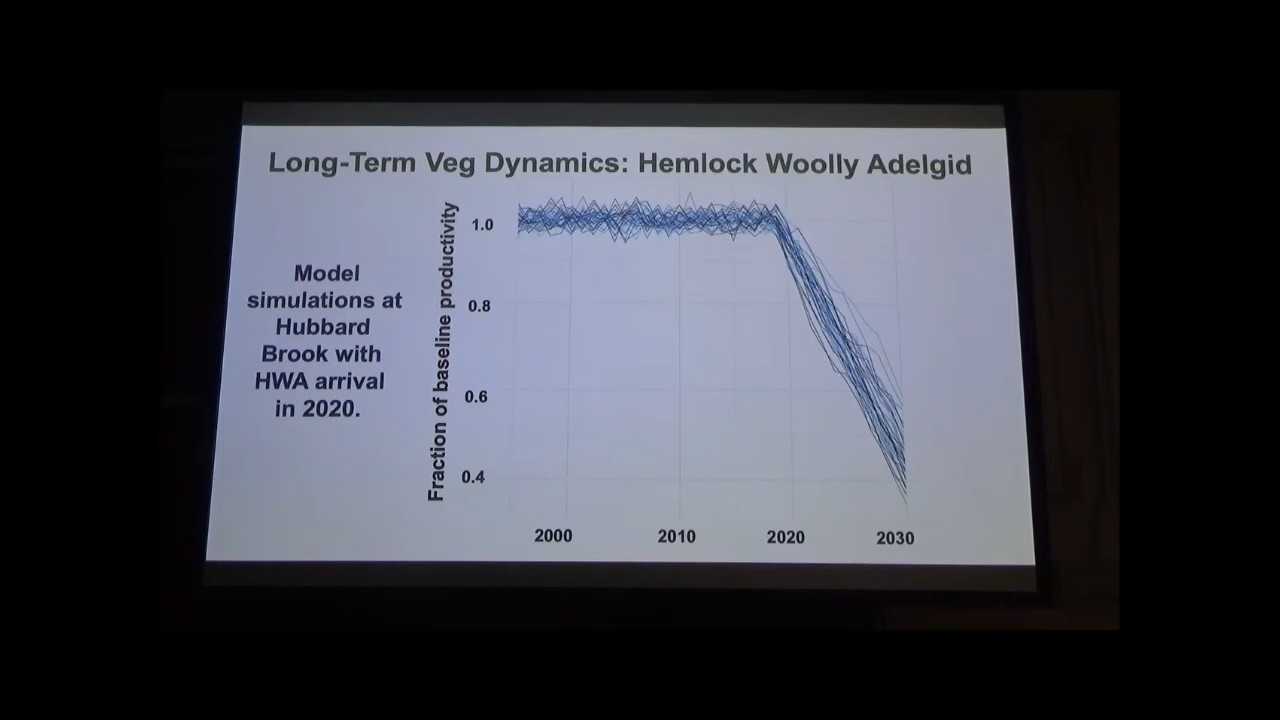 Long-Term Veg Dynamics: Hemlock Woolly Adelgid
Model
simulations at
Hubbard
Brook with
HWA arrival
in 2020.
Fraction of baseline productivity
1.0
0.8
0.6
0.4
2000
2010
2020
2030